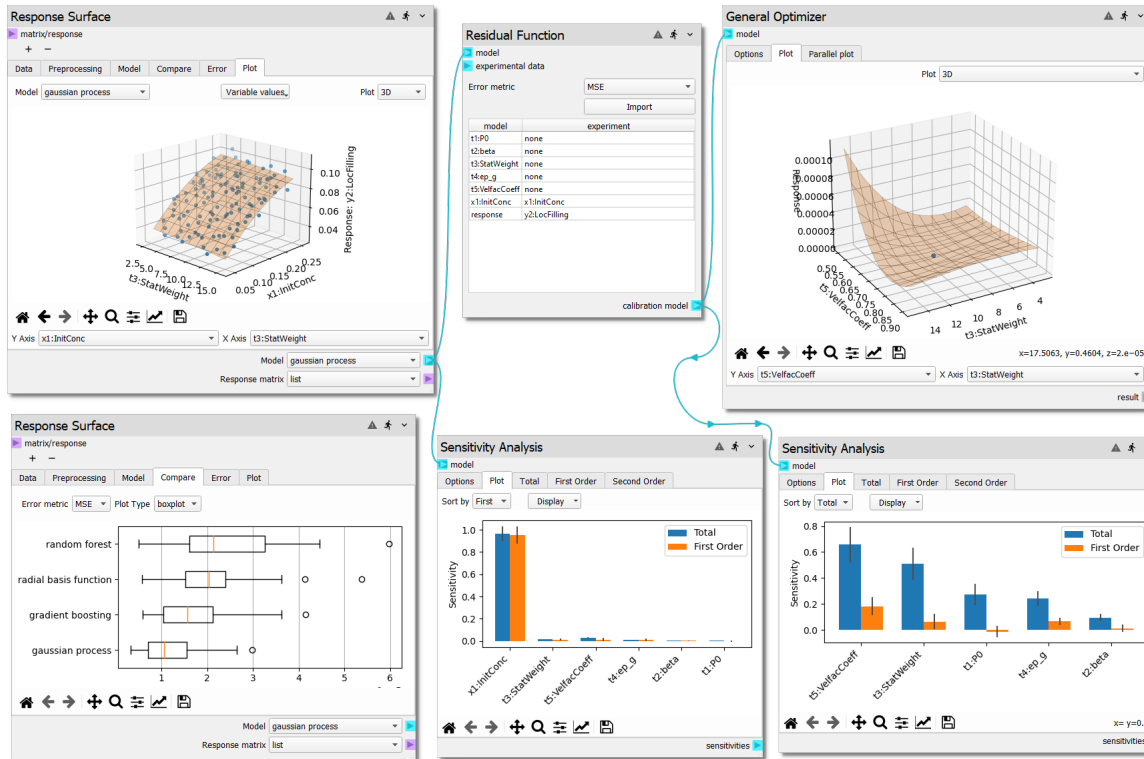 Response Surface
matrix/response
+ −
Data Preprocessing Model Compare Error Plot
Model gaussian process Variable values Plot 3D
0.10
0.08
0.06
0.04
Response: y2:LocFilling
2.5 5.0 7.5 10.0 12.5 15.0
t3:StatWeight
0.05 0.10 0.15 0.20 0.25
x1:InitConc
Y Axis x1:InitConc X Axis t3:StatWeight
Model gaussian process
Response matrix list
Residual Function
model
experimental data
Error metric MSE
Import
model experiment
t1:P0 none
t2:beta none
t3:StatWeight none
t4:ep_g none
t5:VelfacCoeff none
x1:InitConc x1:InitConc
response y2:LocFilling
calibration model
General Optimizer
model
Options Plot Parallel plot
Plot 3D
0.00010
0.00008
0.00006
0.00004
0.00002
0.00000
Response
0.50 0.55 0.60 0.65 0.70 0.75 0.80 0.85 0.90
t5:VelfacCoeff
14 12 10 8 6 4
t3:StatWeight
x=17.5063, y=0.4604, z=2.e-05
Y Axis t5:VelfacCoeff X Axis t3:StatWeight
result
Response Surface
matrix/response
+ −
Data Preprocessing Model Compare Error Plot
Error metric MSE Plot Type boxplot
random forest
radial basis function
gradient boosting
gaussian process
1 2 3 4 5 6
Model gaussian process
Response matrix list
Sensitivity Analysis
model
Options Plot Total First Order Second Order
Sort by First Display
Total
First Order
1.0
0.8
0.6
0.4
0.2
0.0
Sensitivity
x1:InitConc t3:StatWeight t5:VelfacCoeff t4:ep_g t2:beta t1:P0
sensitivities
Sensitivity Analysis
model
Options Plot Total First Order Second Order
Sort by Total Display
Total
First Order
0.8
0.6
0.4
0.2
0.0
Sensitivity
t5:VelfacCoeff t3:StatWeight t1:P0 t4:ep_g t2:beta
x= y=0.
sensitivities